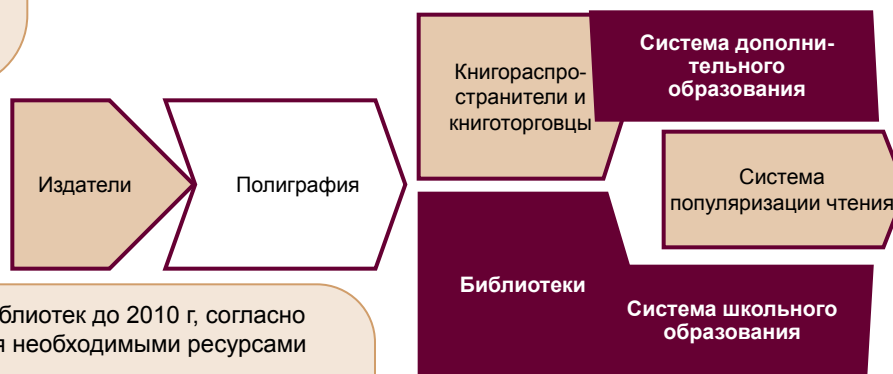 Издатели
Полиграфия
Книгораспро-
странители и
книготорговцы
Система дополни-
тельного
образования
Система
популяризации чтения
Библиотеки
Система школьного
образования
блиотек до 2010 г, согласно
я необходимыми ресурсами